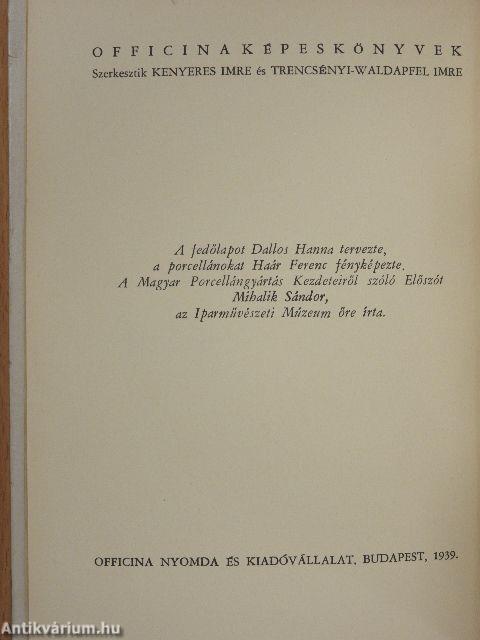 OFFICINA KÉPESKÖNYVEK
Szerkesztik KENYERES IMRE és TRENCSÉNYI-WALDAPFEL IMRE
A fedőlapot Dallos Hanna tervezte,
a porcellánokat Haár Ferenc fényképezte.
A Magyar Porcellángyártás Kezdeteiről szóló Előszót
Mihalik Sándor,
az Iparművészeti Múzeum őre írta.
OFFICINA NYOMDA ÉS KIADÓVÁLLALAT, BUDAPEST, 1939.
Antikvárium.hu